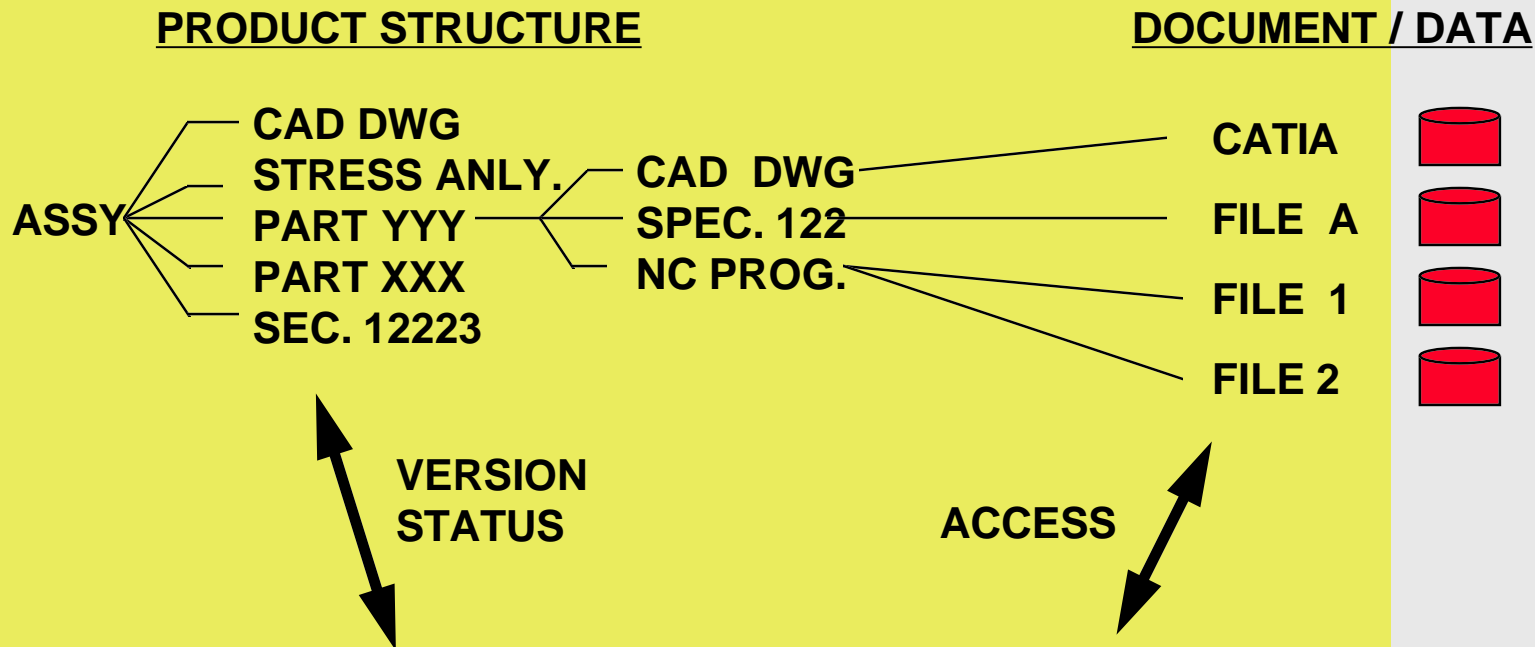 PRODUCT STRUCTURE
DOCUMENT / DATA
ASSY
CAD DWG
STRESS ANLY.
PART YYY
PART XXX
SEC. 12223
CAD DWG
SPEC. 122
NC PROG.
CATIA
FILE A
FILE 1
FILE 2
VERSION
STATUS
ACCESS